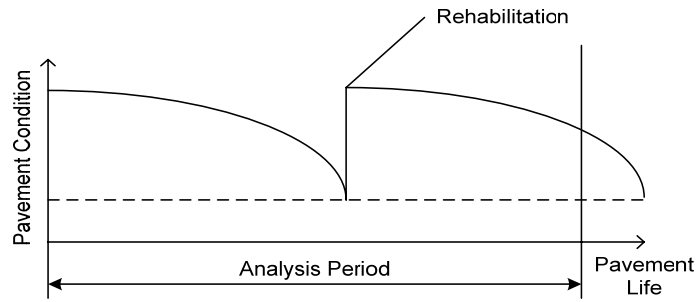 Rehabilitation
Pavement Condition
Analysis Period
Pavement
Life